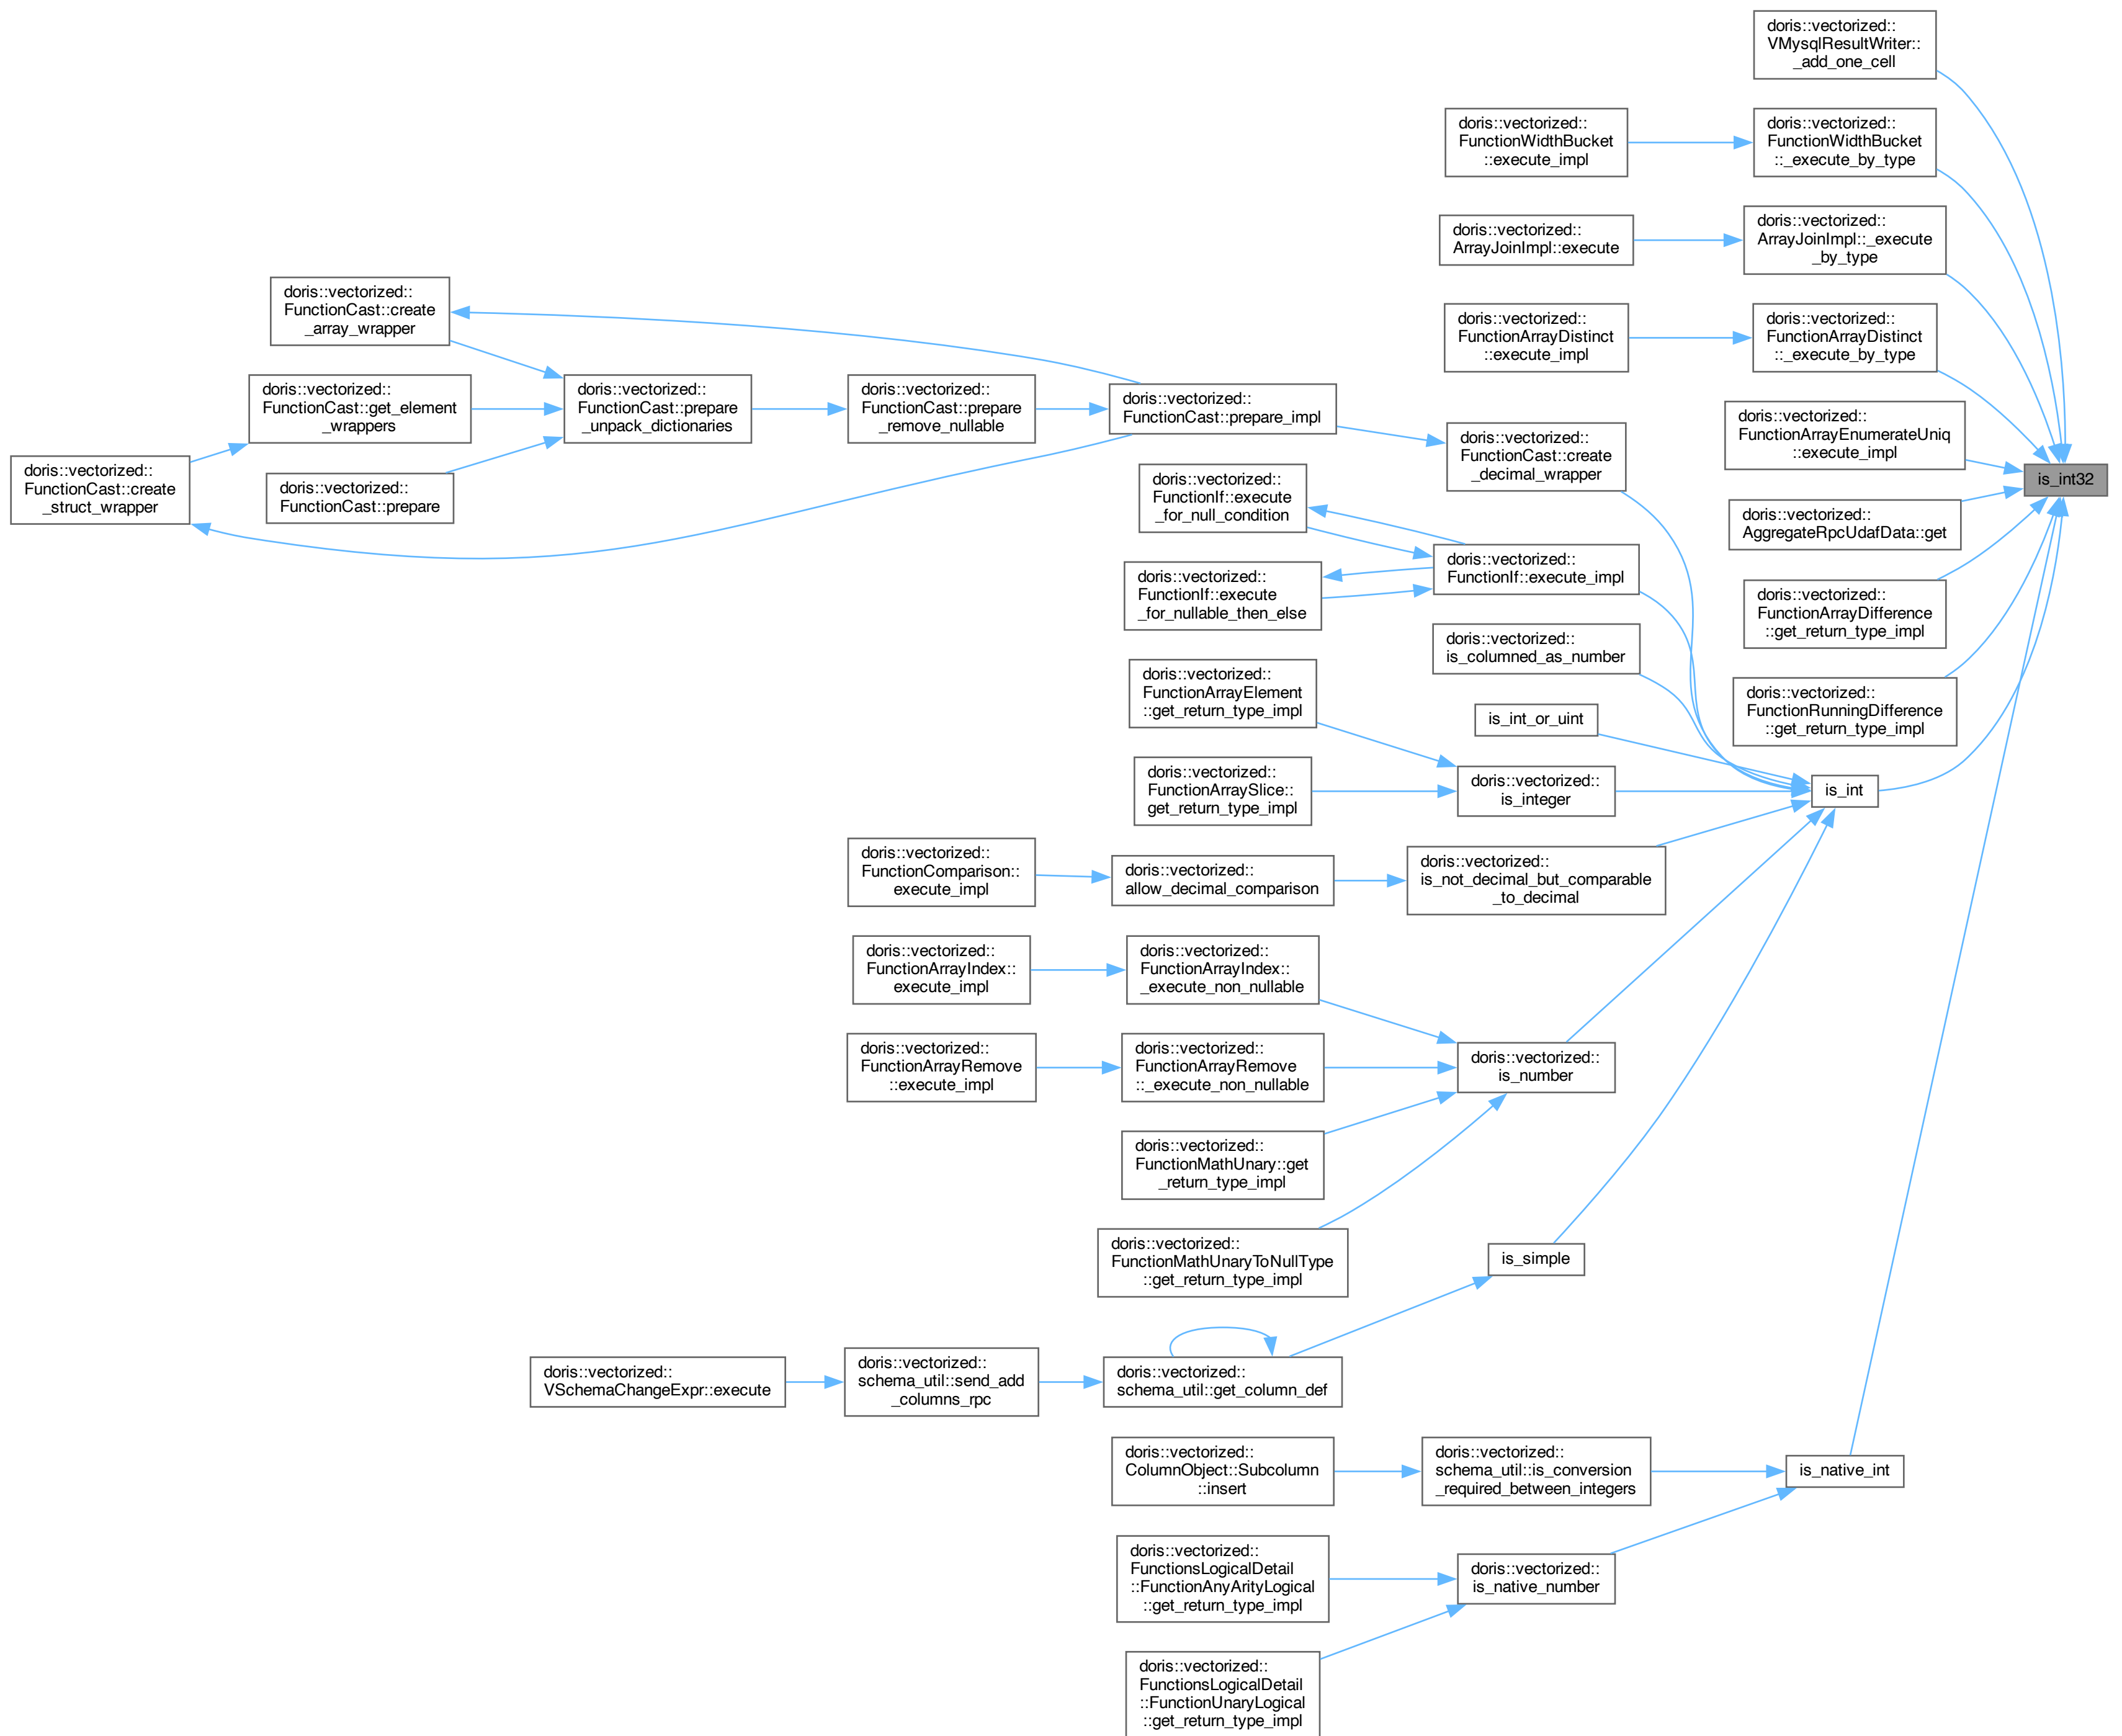 doris::vectorized::
VMysqlResultWriter::
_add_one_cell
doris::vectorized::
FunctionWidthBucket
::execute_impl
doris::vectorized::
FunctionWidthBucket
::_execute_by_type
doris::vectorized::
ArrayJoinImpl::execute
doris::vectorized::
ArrayJoinImpl::_execute
_by_type
doris::vectorized::
FunctionCast::create
_array_wrapper
doris::vectorized::
FunctionArrayDistinct
::execute_impl
doris::vectorized::
FunctionArrayDistinct
::_execute_by_type
doris::vectorized::
FunctionCast::get_element
_wrappers
doris::vectorized::
FunctionCast::prepare
_unpack_dictionaries
doris::vectorized::
FunctionCast::prepare
_remove_nullable
doris::vectorized::
FunctionCast::prepare_impl
doris::vectorized::
FunctionCast::create
_decimal_wrapper
doris::vectorized::
FunctionArrayEnumerateUniq
::execute_impl
is_int32
doris::vectorized::
FunctionCast::create
_struct_wrapper
doris::vectorized::
FunctionCast::prepare
doris::vectorized::
FunctionIf::execute
_for_null_condition
doris::vectorized::
AggregateRpcUdafData::get
doris::vectorized::
FunctionIf::execute
_for_nullable_then_else
doris::vectorized::
FunctionIf::execute_impl
doris::vectorized::
FunctionArrayDifference
::get_return_type_impl
doris::vectorized::
is_columned_as_number
doris::vectorized::
FunctionArrayElement
::get_return_type_impl
is_int_or_uint
doris::vectorized::
FunctionRunningDifference
::get_return_type_impl
doris::vectorized::
FunctionArraySlice::
get_return_type_impl
doris::vectorized::
is_integer
is_int
doris::vectorized::
FunctionComparison::
execute_impl
doris::vectorized::
allow_decimal_comparison
doris::vectorized::
is_not_decimal_but_comparable
_to_decimal
doris::vectorized::
FunctionArrayIndex::
execute_impl
doris::vectorized::
FunctionArrayIndex::
_execute_non_nullable
doris::vectorized::
FunctionArrayRemove
::execute_impl
doris::vectorized::
FunctionArrayRemove
::_execute_non_nullable
doris::vectorized::
is_number
doris::vectorized::
FunctionMathUnary::get
_return_type_impl
doris::vectorized::
FunctionMathUnaryToNullType
::get_return_type_impl
is_simple
doris::vectorized::
VSchemaChangeExpr::execute
doris::vectorized::
schema_util::send_add
_columns_rpc
doris::vectorized::
schema_util::get_column_def
doris::vectorized::
ColumnObject::Subcolumn
::insert
doris::vectorized::
schema_util::is_conversion
_required_between_integers
is_native_int
doris::vectorized::
FunctionsLogicalDetail
::FunctionAnyArityLogical
::get_return_type_impl
doris::vectorized::
is_native_number
doris::vectorized::
FunctionsLogicalDetail
::FunctionUnaryLogical
::get_return_type_impl